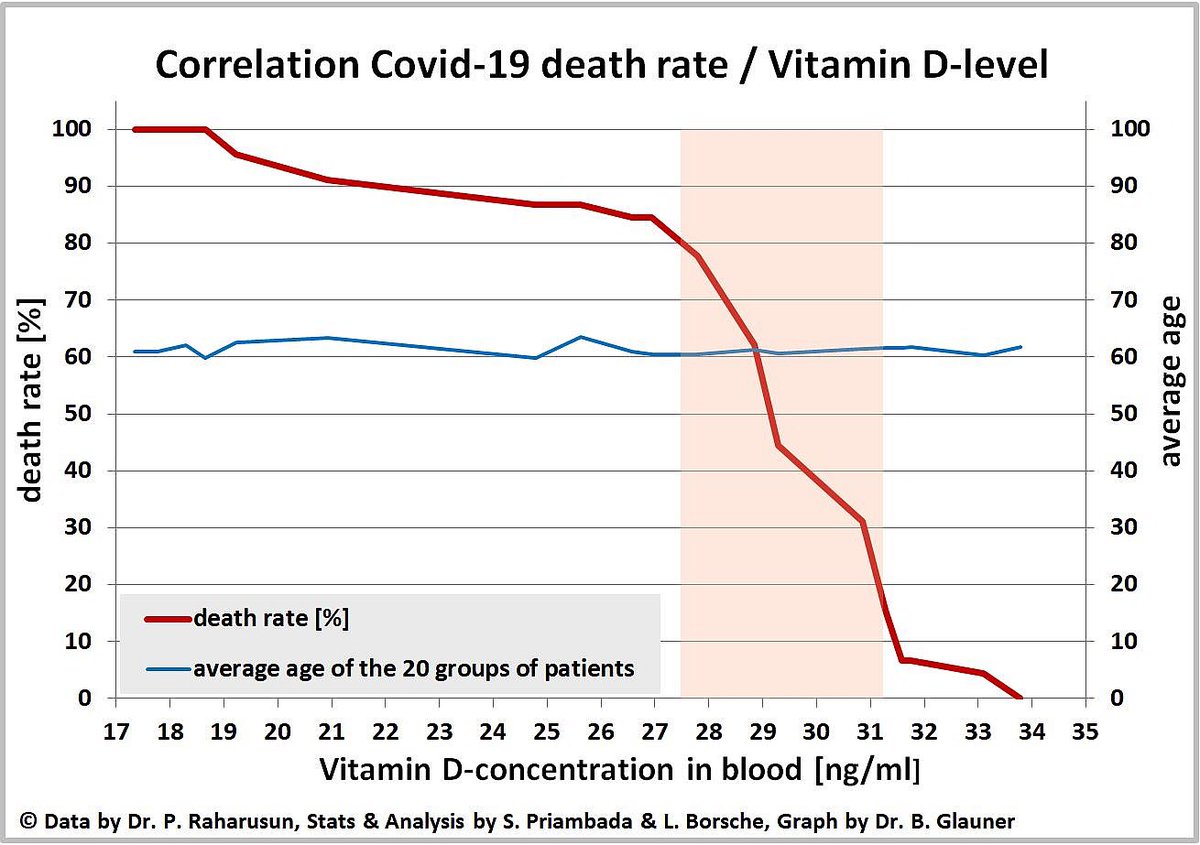 Correlation Covid-19 death rate / Vitamin D-level
100
90
80
70
60
50
40
30
20
10
0
death rate [%]
100
90
80
70
60
50
40
30
20
10
0
average age
death rate [%]
average age of the 20 groups of patients
17 18 19 20 21 22 23 24 25 26 27 28 29 30 31 32 33 34 35
Vitamin D-concentration in blood [ng/ml]
© Data by Dr. P. Raharusun, Stats & Analysis by S. Priambada & L. Borsche, Graph by Dr. B. Glauner